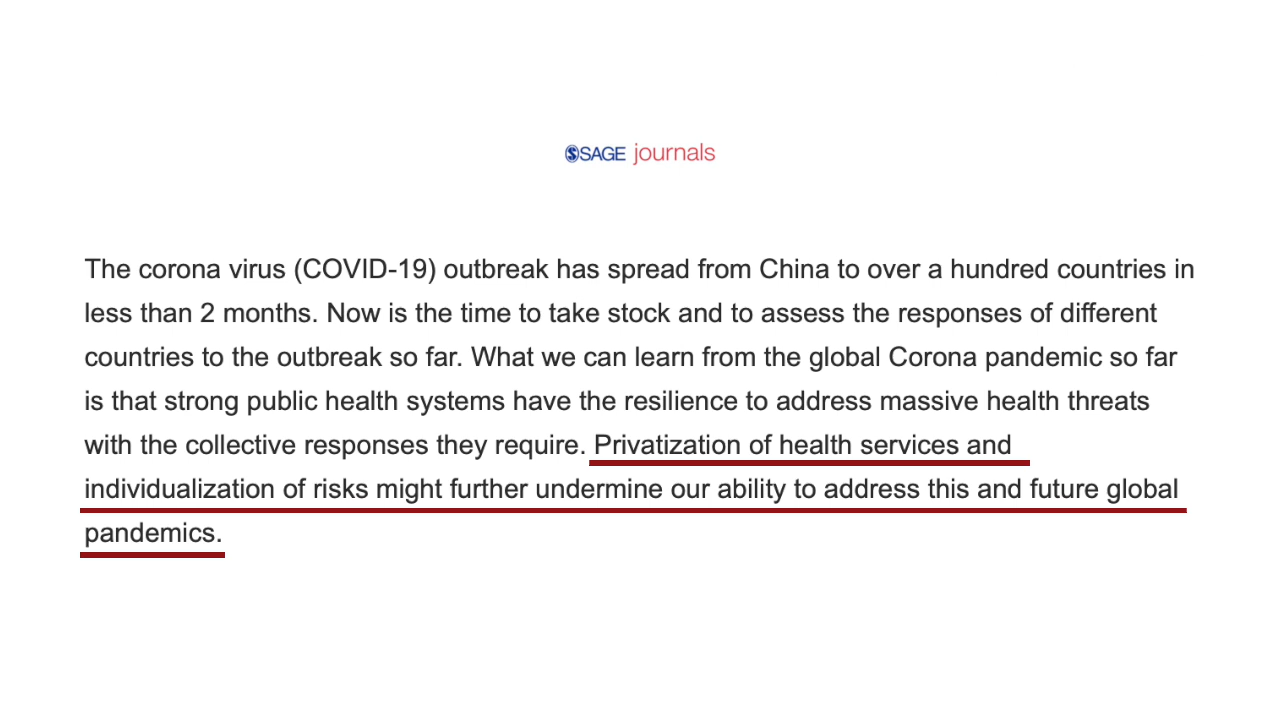 SAGE journals
The corona virus (COVID-19) outbreak has spread from China to over a hundred countries in
less than 2 months. Now is the time to take stock and to assess the responses of different
countries to the outbreak so far. What we can learn from the global Corona pandemic so far
is that strong public health systems have the resilience to address massive health threats
with the collective responses they require. Privatization of health services and
individualization of risks might further undermine our ability to address this and future global
pandemics.